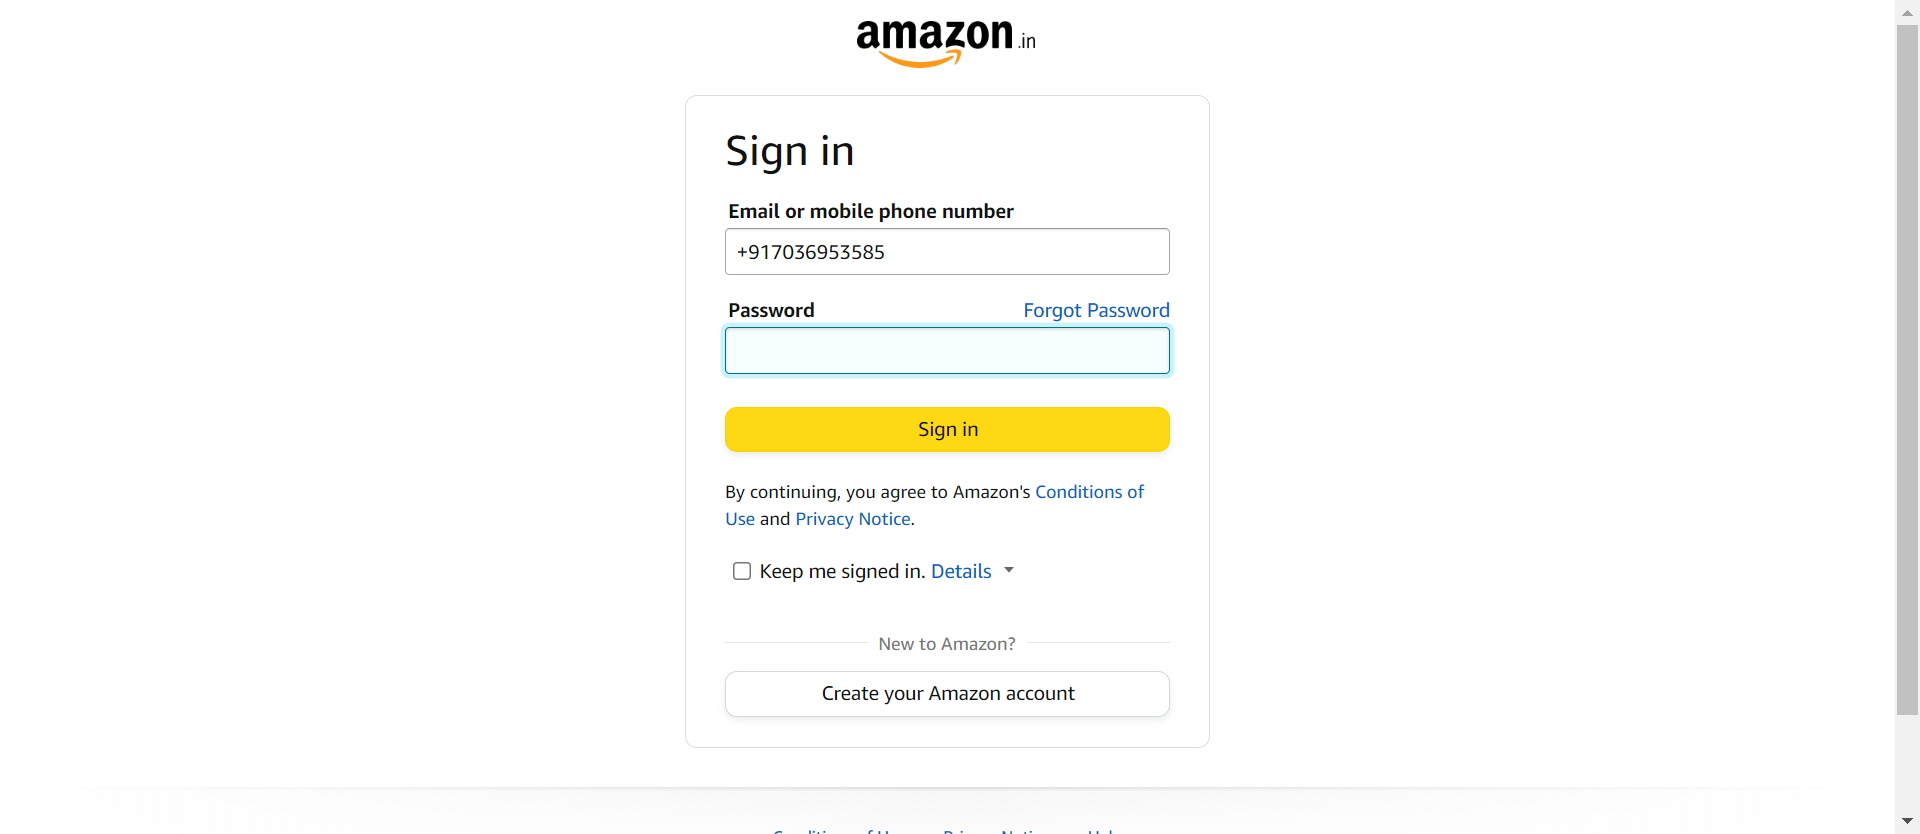 amazon.in
Sign in
Email or mobile phone number
+917036953585
Password Forgot Password
Sign in
By continuing, you agree to Amazon's Conditions of
Use and Privacy Notice.
Keep me signed in. Details
New to Amazon?
Create your Amazon account